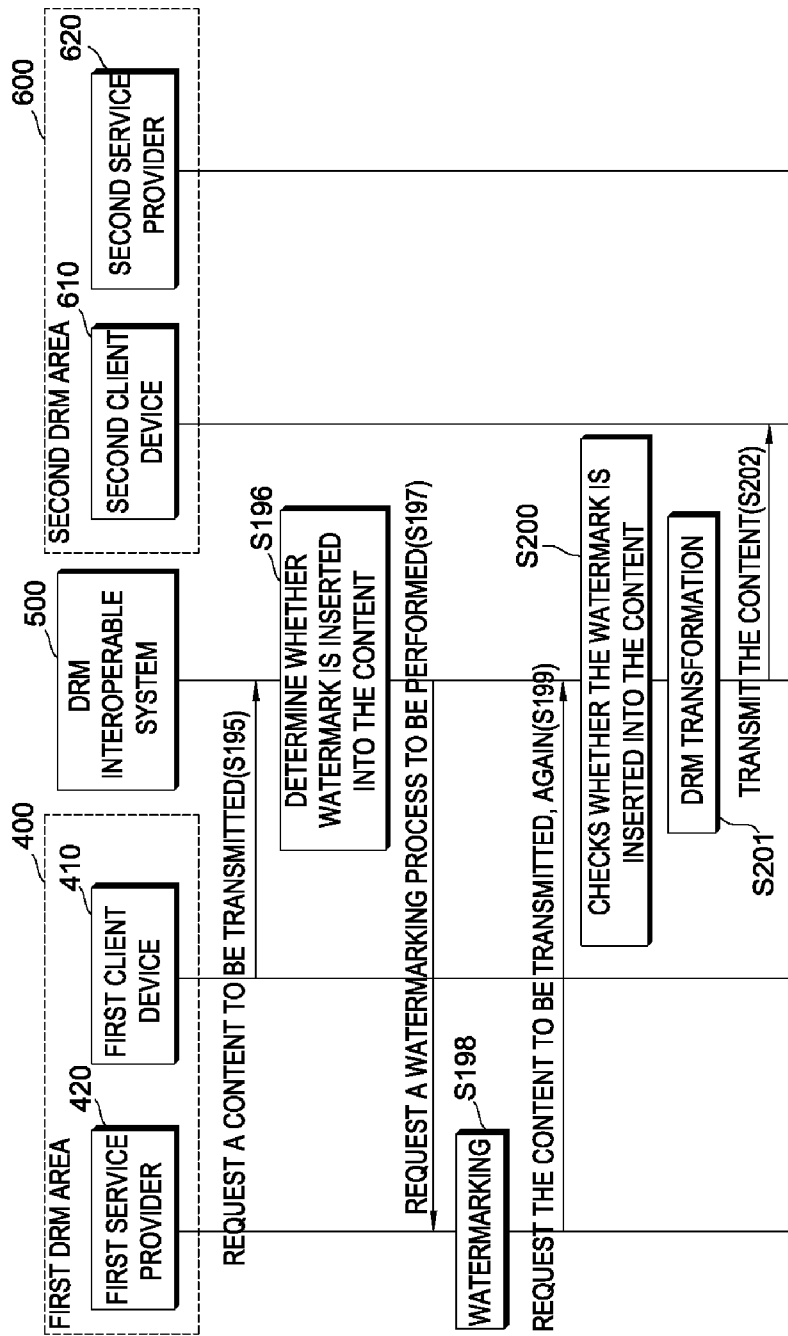 400
FIRST DRM AREA
420
FIRST SERVICE
PROVIDER
410
FIRST CLIENT
DEVICE
500
DRM
INTEROPERABLE
SYSTEM
600
SECOND DRM AREA
610
SECOND CLIENT
DEVICE
620
SECOND SERVICE
PROVIDER
REQUEST A CONTENT TO BE TRANSMITTED(S195)
S196
DETERMINE WHETHER
WATERMARK IS INSERTED
INTO THE CONTENT
REQUEST A WATERMARKING PROCESS TO BE PERFORMED(S197)
S198
WATERMARKING
REQUEST THE CONTENT TO BE TRANSMITTED, AGAIN(S199)
S200
CHECKS WHETHER THE WATERMARK IS
INSERTED INTO THE CONTENT
DRM TRANSFORMATION
S201
TRANSMIT THE CONTENT(S202)